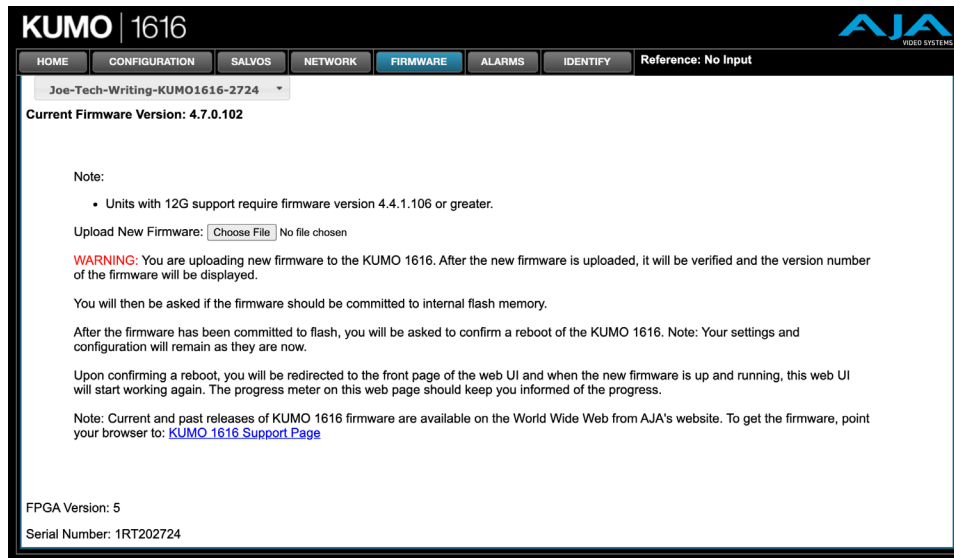 KUMO | 1616
AJA
VIDEO SYSTEMS
HOME CONFIGURATION SALVOS NETWORK FIRMWARE ALARMS IDENTIFY Reference: No Input
Joe-Tech-Writing-KUMO1616-2724
Current Firmware Version: 4.7.0.102
Note:
• Units with 12G support require firmware version 4.4.1.106 or greater.
Upload New Firmware: Choose File No file chosen
WARNING: You are uploading new firmware to the KUMO 1616. After the new firmware is uploaded, it will be verified and the version number
of the firmware will be displayed.
You will then be asked if the firmware should be committed to internal flash memory.
After the firmware has been committed to flash, you will be asked to confirm a reboot of the KUMO 1616. Note: Your settings and
configuration will remain as they are now.
Upon confirming a reboot, you will be redirected to the front page of the web UI and when the new firmware is up and running, this web UI
will start working again. The progress meter on this web page should keep you informed of the progress.
Note: Current and past releases of KUMO 1616 firmware are available on the World Wide Web from AJA's website. To get the firmware, point
your browser to: KUMO 1616 Support Page
FPGA Version: 5
Serial Number: 1RT202724